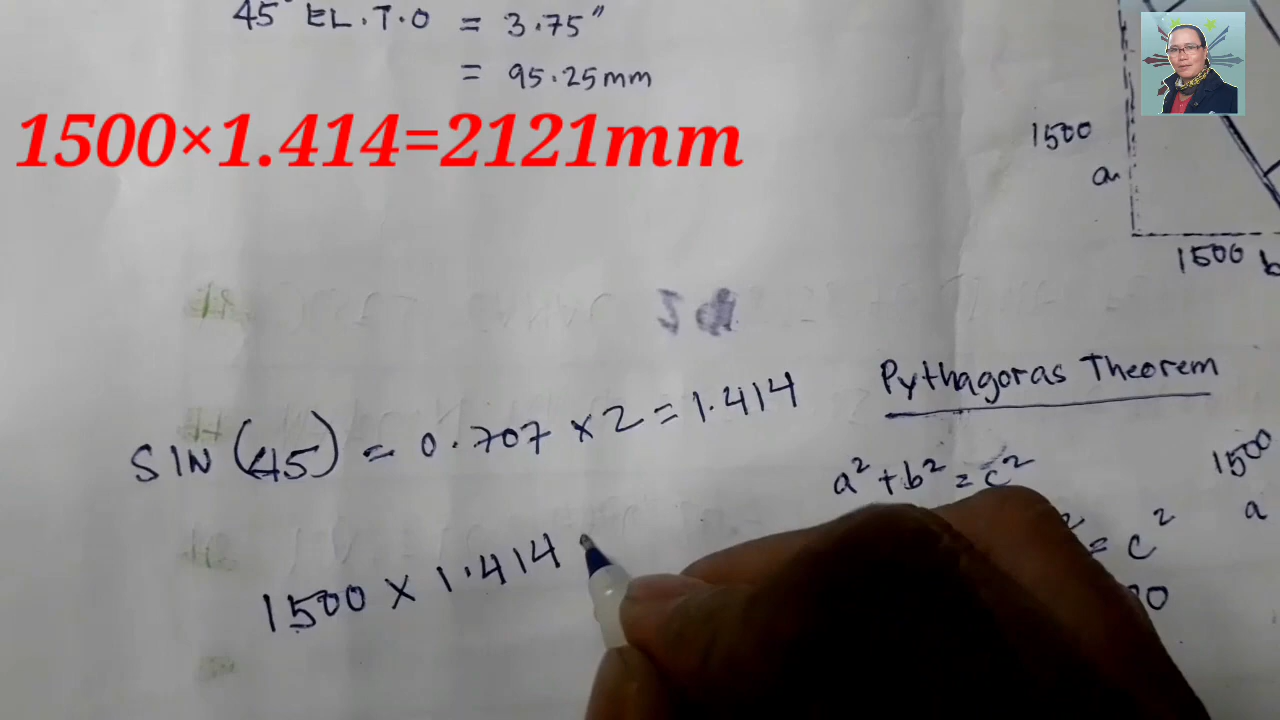 45° EL.T.O = 3.75"
= 95.25mm
1500×1.414=2121mm
1500
a
1500 b
SIN (45) = 0.707 × 2 = 1.414
1500 × 1.414
Pythagoras Theorem
a² + b² = c²
² = c²
1500
a